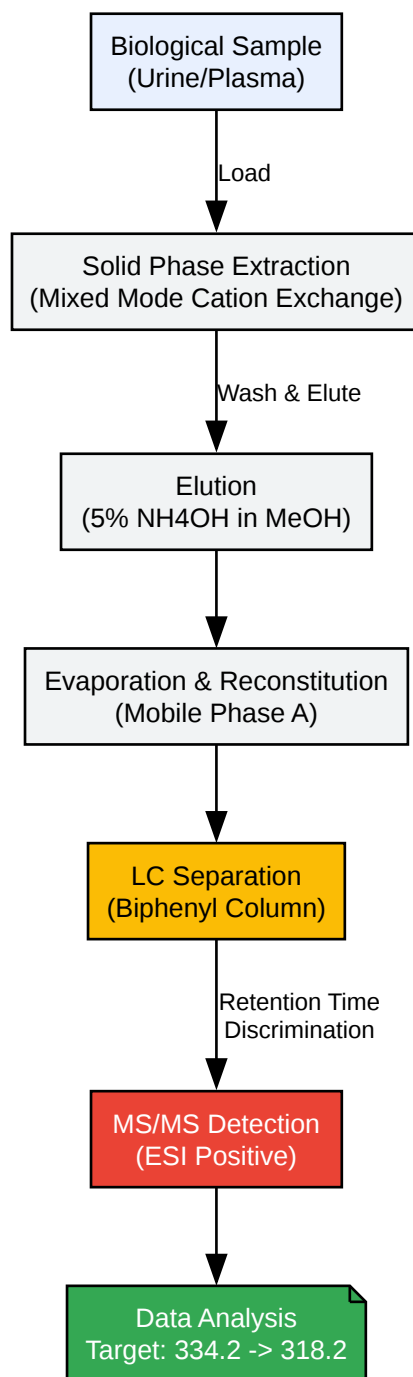 Biological Sample
(Urine/Plasma)
Load
Solid Phase Extraction
(Mixed Mode Cation Exchange)
Wash & Elute
Elution
(5% NH4OH in MeOH)
Evaporation & Reconstitution
(Mobile Phase A)
LC Separation
(Biphenyl Column)
Retention Time
Discrimination
MS/MS Detection
(ESI Positive)
Data Analysis
Target: 334.2 -> 318.2